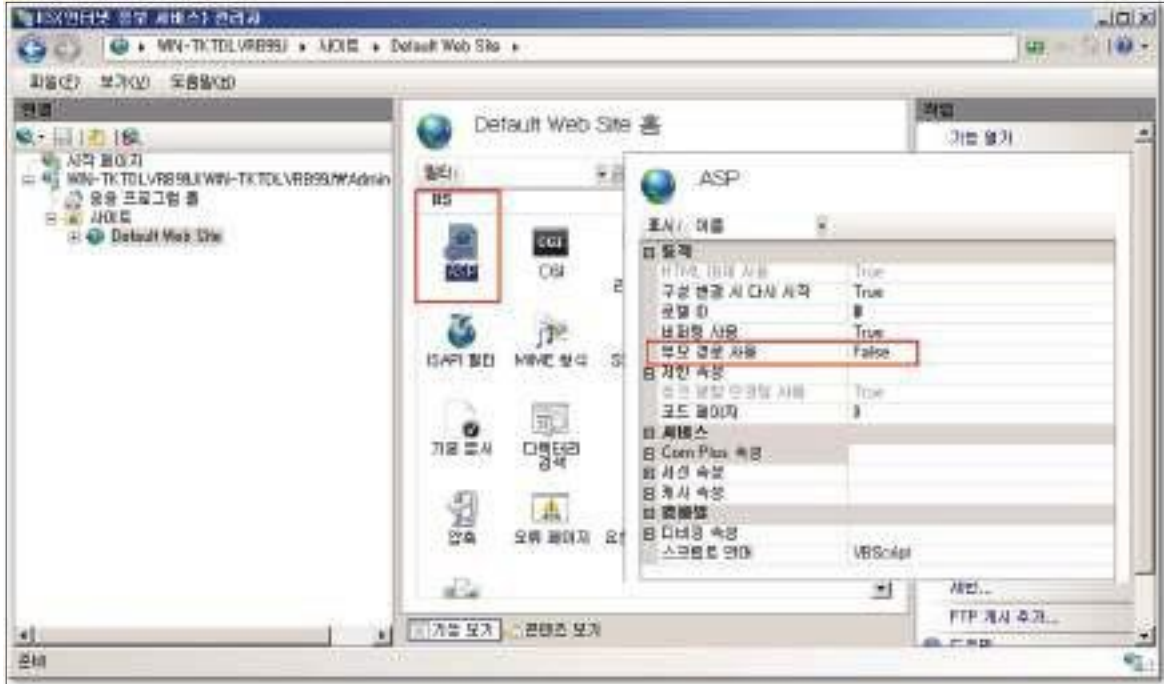 IIS(인터넷 정보 서비스) 관리자
WIN-TKTDLVRB99J ▸ 사이트 ▸ Default Web Site ▸
파일(F) 보기(V) 도움말(H)
연결
시작 페이지
응용 프로그램 풀
사이트
Default Web Site
Default Web Site 홈
필터:
IIS
ASP
CGI
ISAPI 필터
MIME 형식
기본 문서
디렉터리 검색
압축
오류 페이지
기능 보기
콘텐츠 보기
ASP
표시: 이름
동작
구성 변경 시 다시 시작 True
로캘 ID 0
버퍼링 사용 True
부모 경로 사용 False
제한 속성
True
코드 페이지 0
서비스
Com Plus 속성
세션 속성
캐시 속성
컴파일
디버깅 속성
스크립트 언어 VBScript
작업
기능 열기
제한...
FTP 게시 추가...
도움말
준비